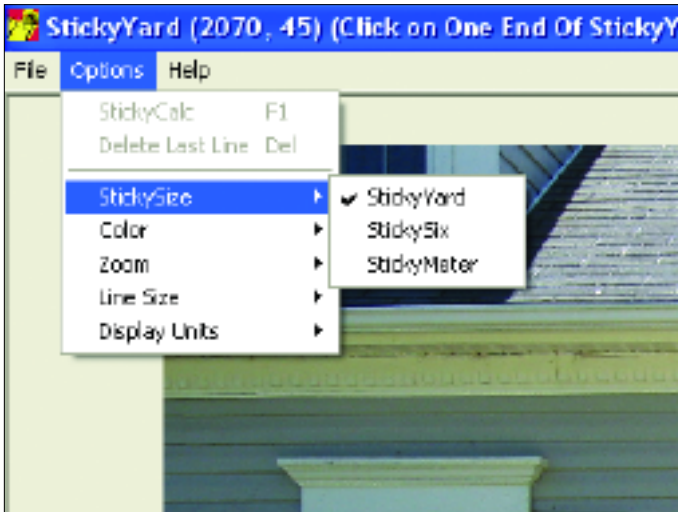 StickyYard (2070, 45) (Click on One End Of StickyY
File Options Help
StickyCalc F1
Delete Last Line Del
StickySize
Color
Zoom
Line Size
Display Units
StickyYard
StickySix
StickyMeter